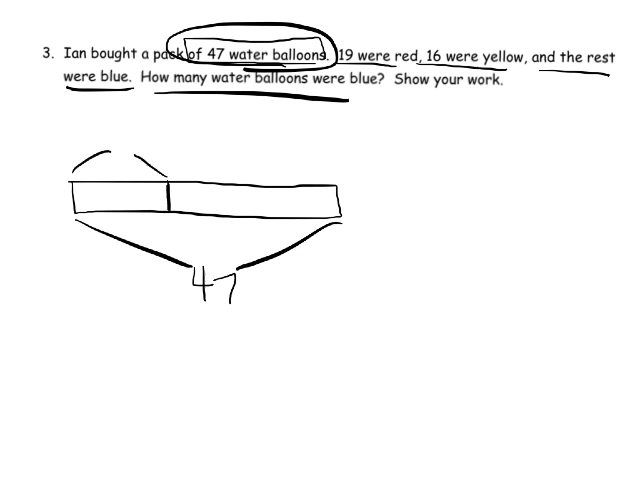 3. Ian bought a pack of 47 water balloons. 19 were red, 16 were yellow, and the rest
were blue. How many water balloons were blue? Show your work.
47